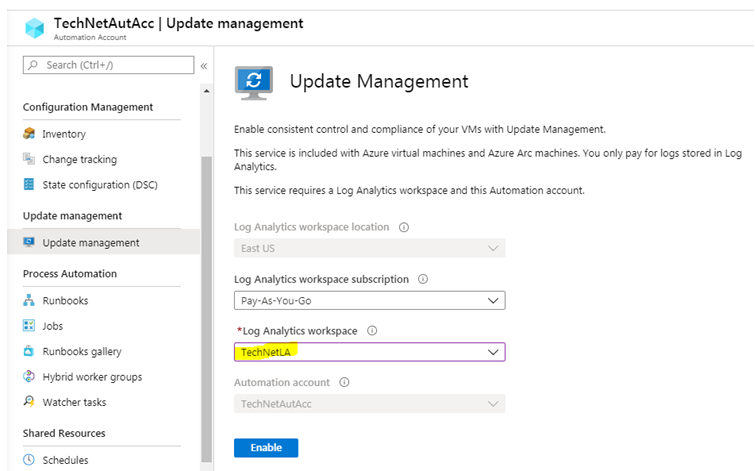 TechNetAutAcc | Update management
Automation Account
Search (Ctrl+/)
«
Configuration Management
Inventory
Change tracking
State configuration (DSC)
Update management
Update management
Process Automation
Runbooks
Jobs
Runbooks gallery
Hybrid worker groups
Watcher tasks
Shared Resources
Schedules
Update Management
Enable consistent control and compliance of your VMs with Update Management.
This service is included with Azure virtual machines and Azure Arc machines. You only pay for logs stored in Log
Analytics.
This service requires a Log Analytics workspace and this Automation account.
Log Analytics workspace location
East US
Log Analytics workspace subscription
Pay-As-You-Go
*Log Analytics workspace
TechNetLA
Automation account
TechNetAutAcc
Enable